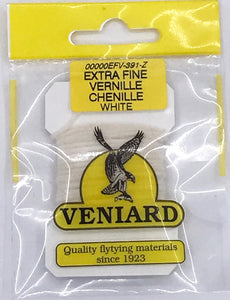 00000EFV-391-Z
EXTRA FINE
VERNILLE
CHENILLE
WHITE
VENIARD
Quality flytying materials
since 1923